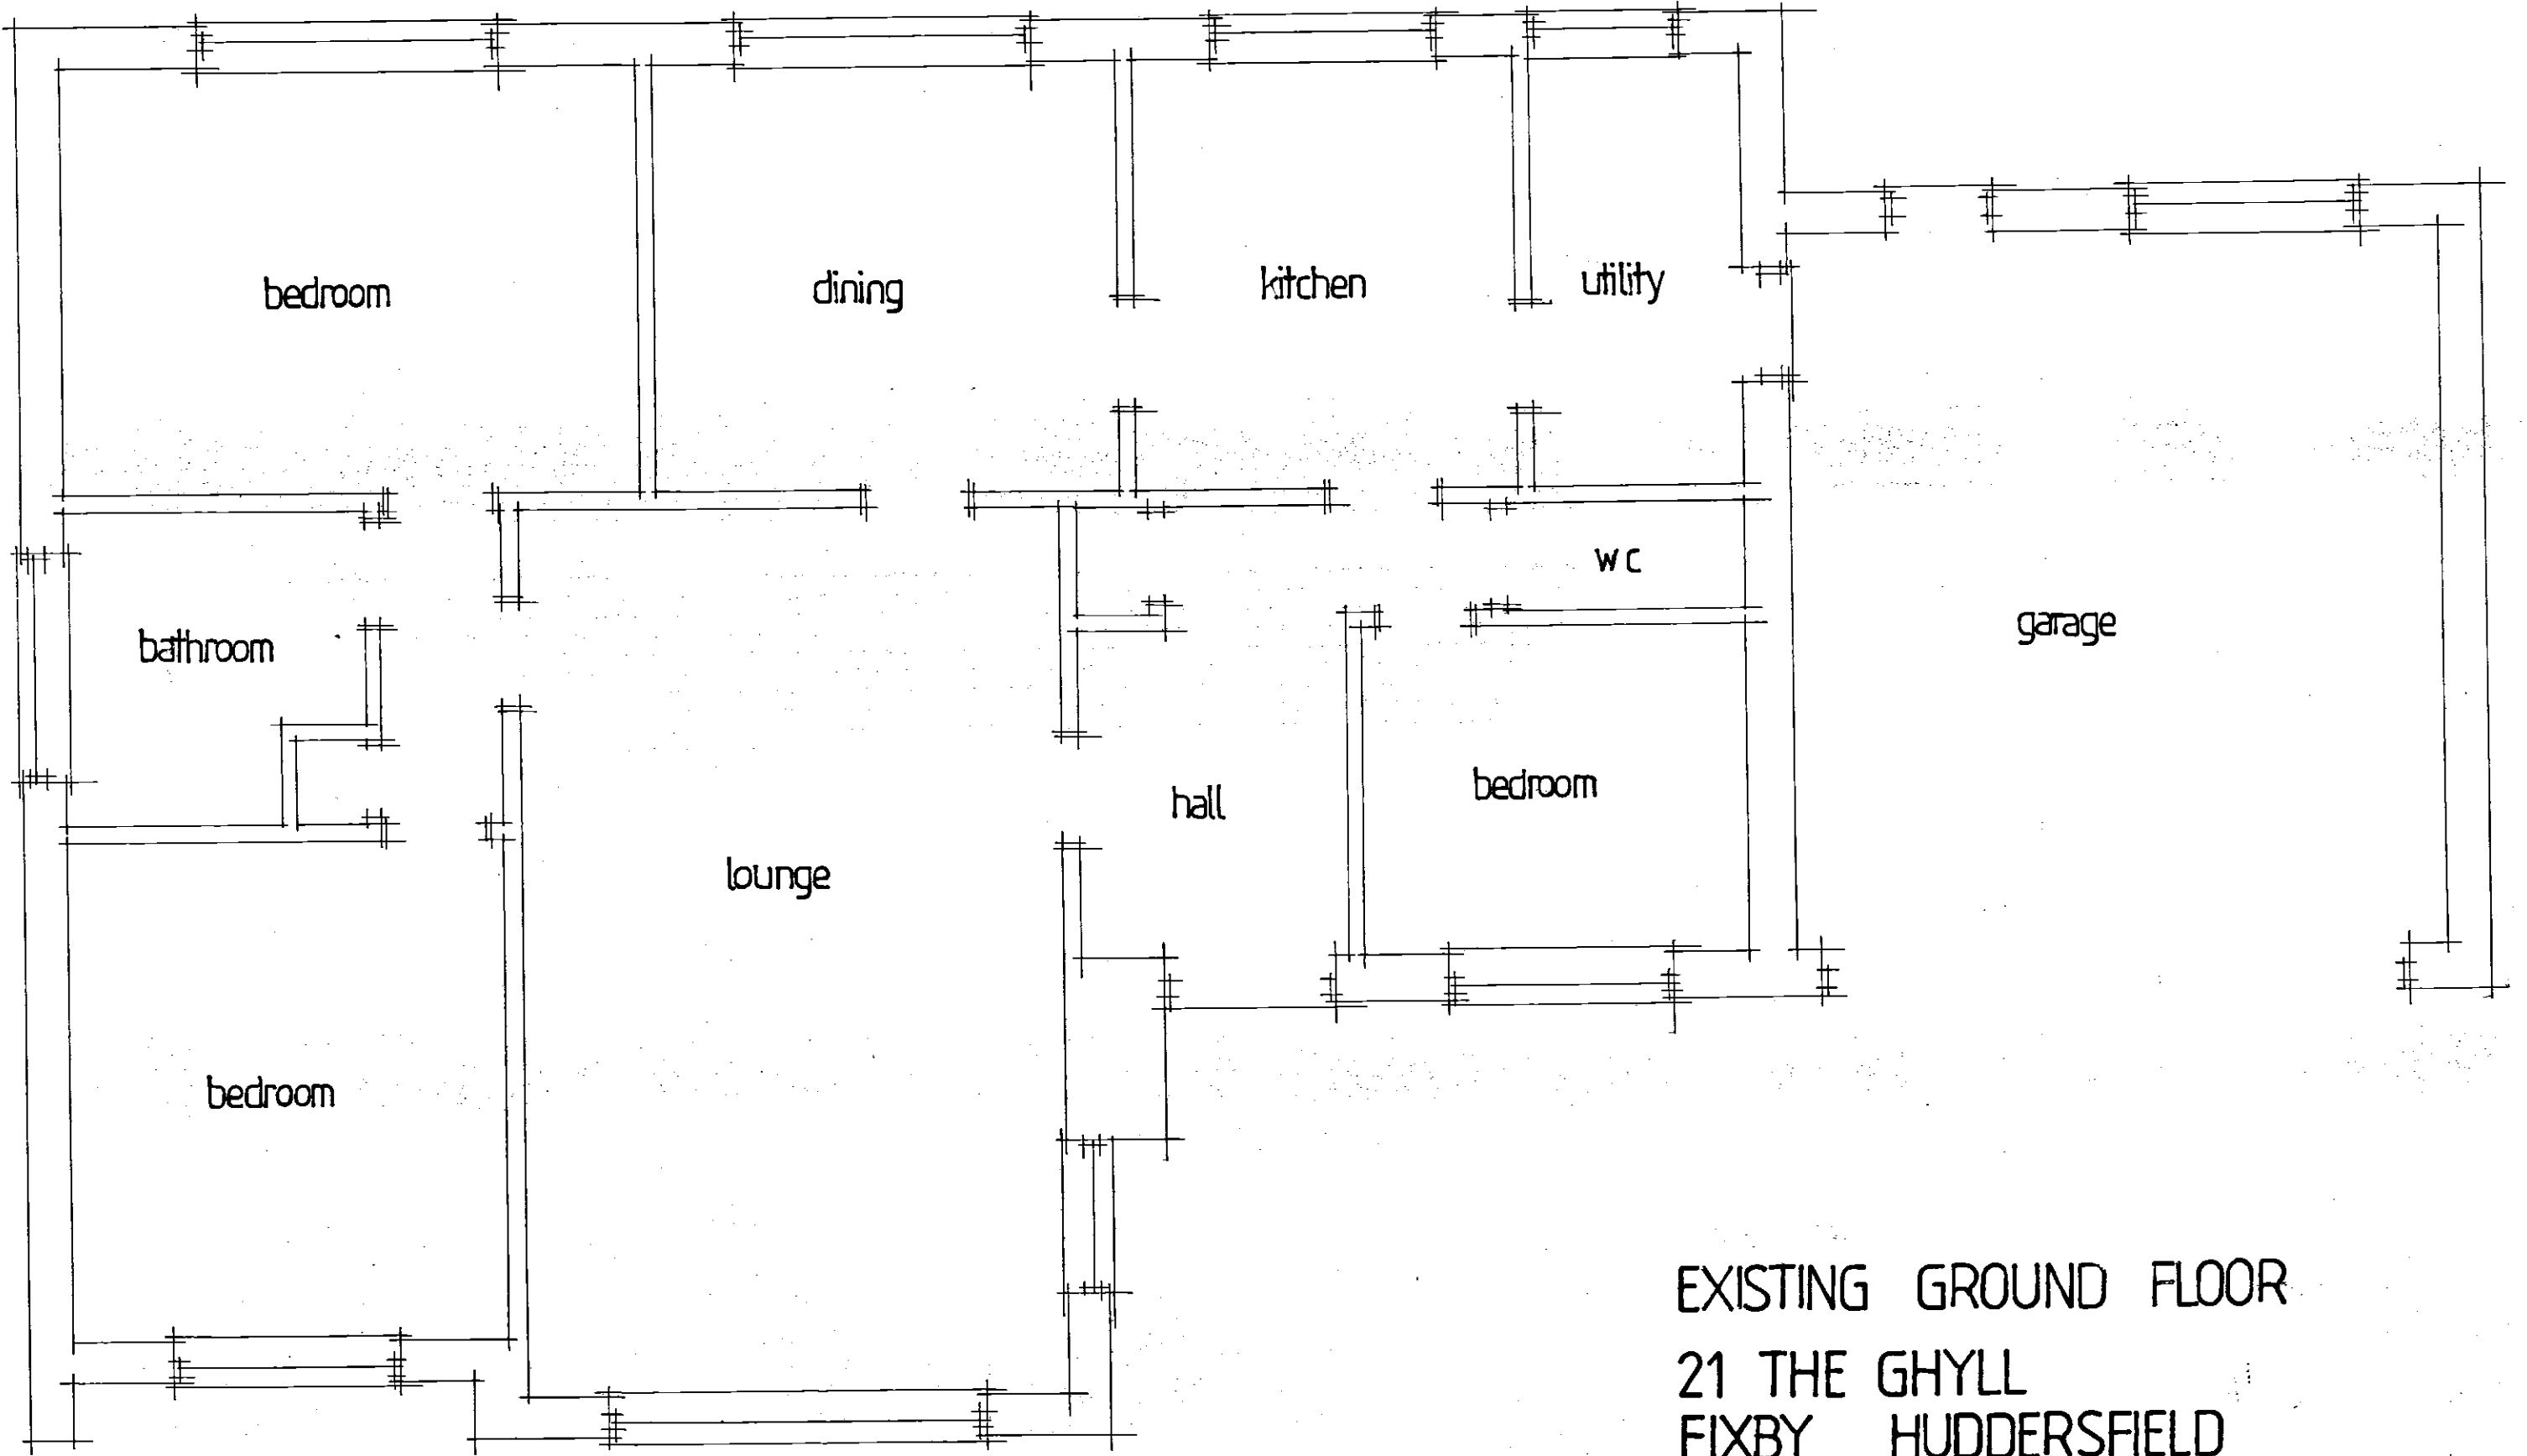 bedroom
dining
kitchen
utility
wc
bathroom
garage
hall
bedroom
lounge
bedroom
EXISTING GROUND FLOOR
21 THE GHYLL
FIXBY HUDDERSFIELD